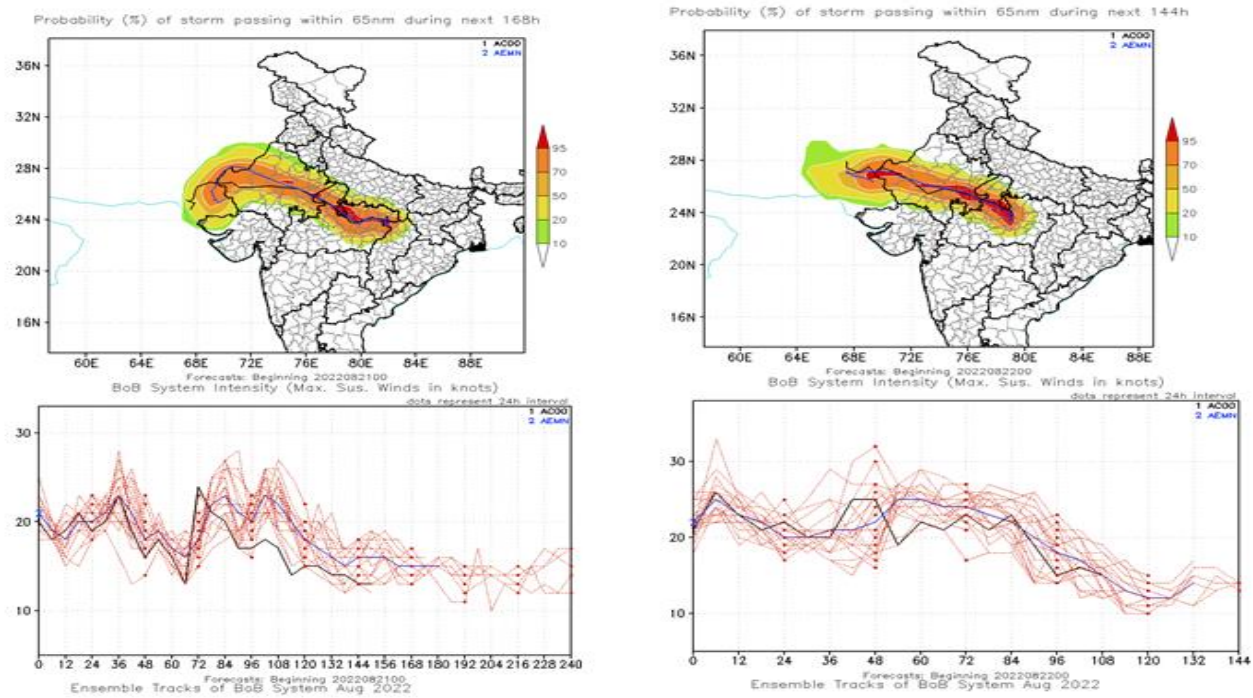 Probability (%) of storm passing within 65nm during next 168h
1 AC00
2 AEMN
36N
32N
28N
24N
20N
16N
60E 64E 68E 72E 76E 80E 84E 88E
95
70
50
20
10
Forecasts: Beginning 2022082100
BoB System Intensity (Max. Sus. Winds in knots)
dots represent 24h interval
1 AC00
2 AEMN
30
20
10
0 12 24 36 48 60 72 84 96 108 120 132 144 156 168 180 192 204 216 228 240
Forecasts: Beginning 2022082100
Ensemble Tracks of BoB System Aug 2022
Probability (%) of storm passing within 65nm during next 144h
1 AC00
2 AEMN
36N
32N
28N
24N
20N
16N
60E 64E 68E 72E 76E 80E 84E 88E
95
70
50
20
10
Forecasts: Beginning 2022082200
BoB System Intensity (Max. Sus. Winds in knots)
dots represent 24h interval
1 AC00
2 AEMN
30
20
10
0 12 24 36 48 60 72 84 96 108 120 132 144
Forecasts: Beginning 2022082200
Ensemble Tracks of BoB System Aug 2022